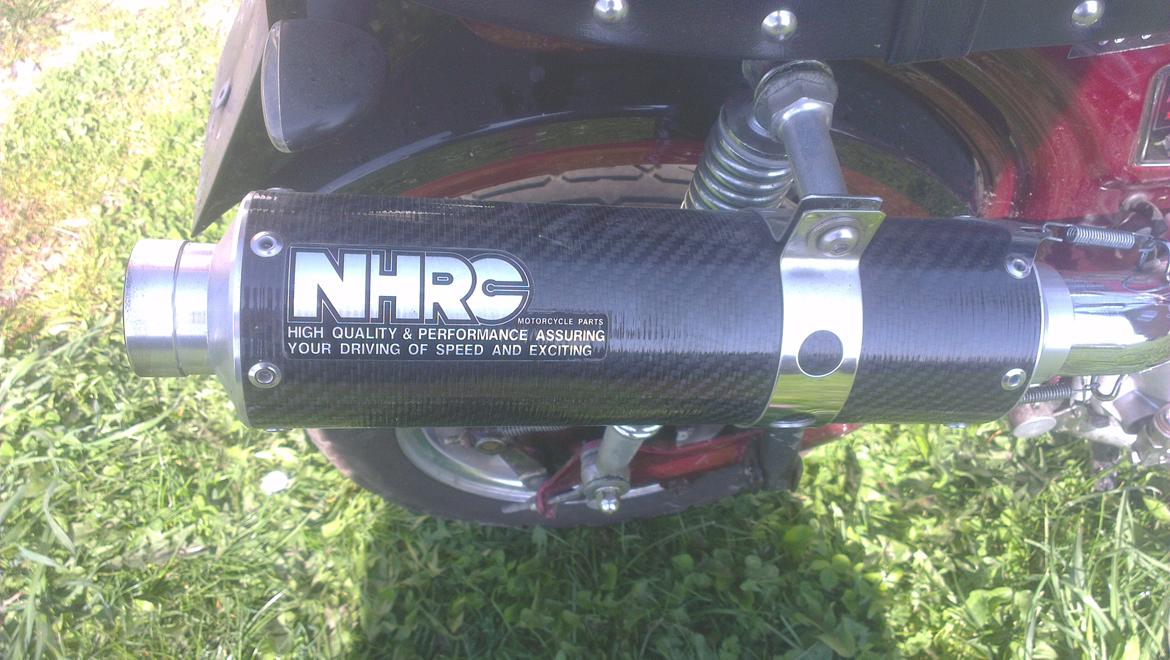 NHRC
MOTORCYCLE PARTS
HIGH QUALITY & PERFORMANCE ASSURING
YOUR DRIVING OF SPEED AND EXCITING